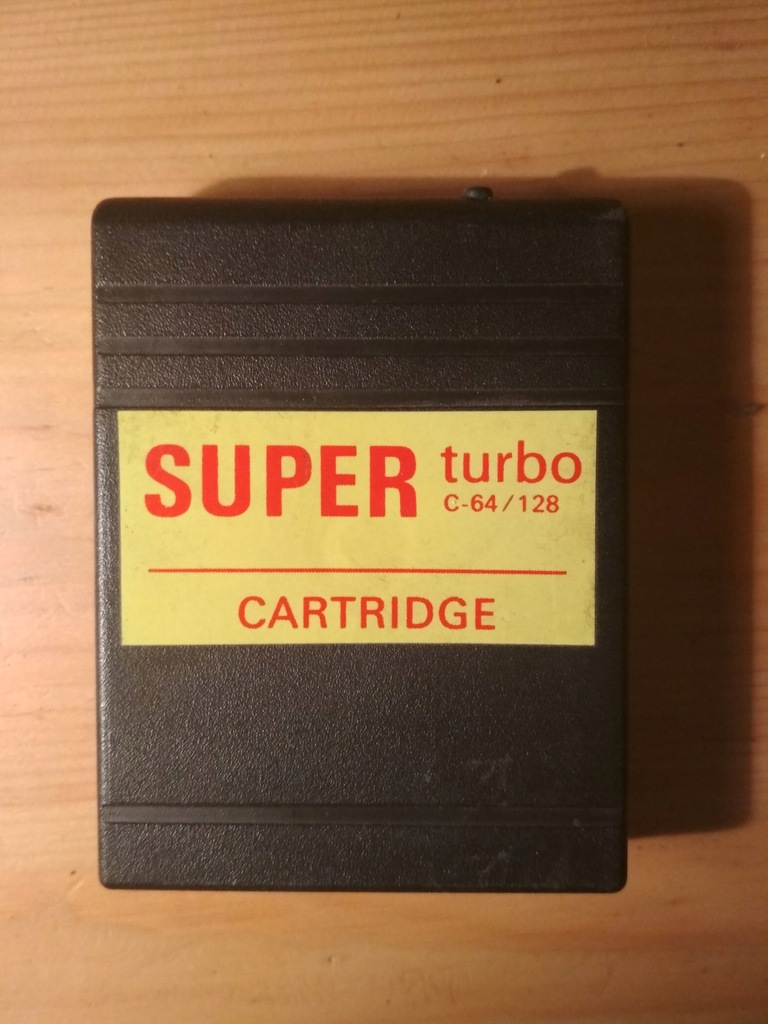 SUPER turbo
C-64/128
CARTRIDGE